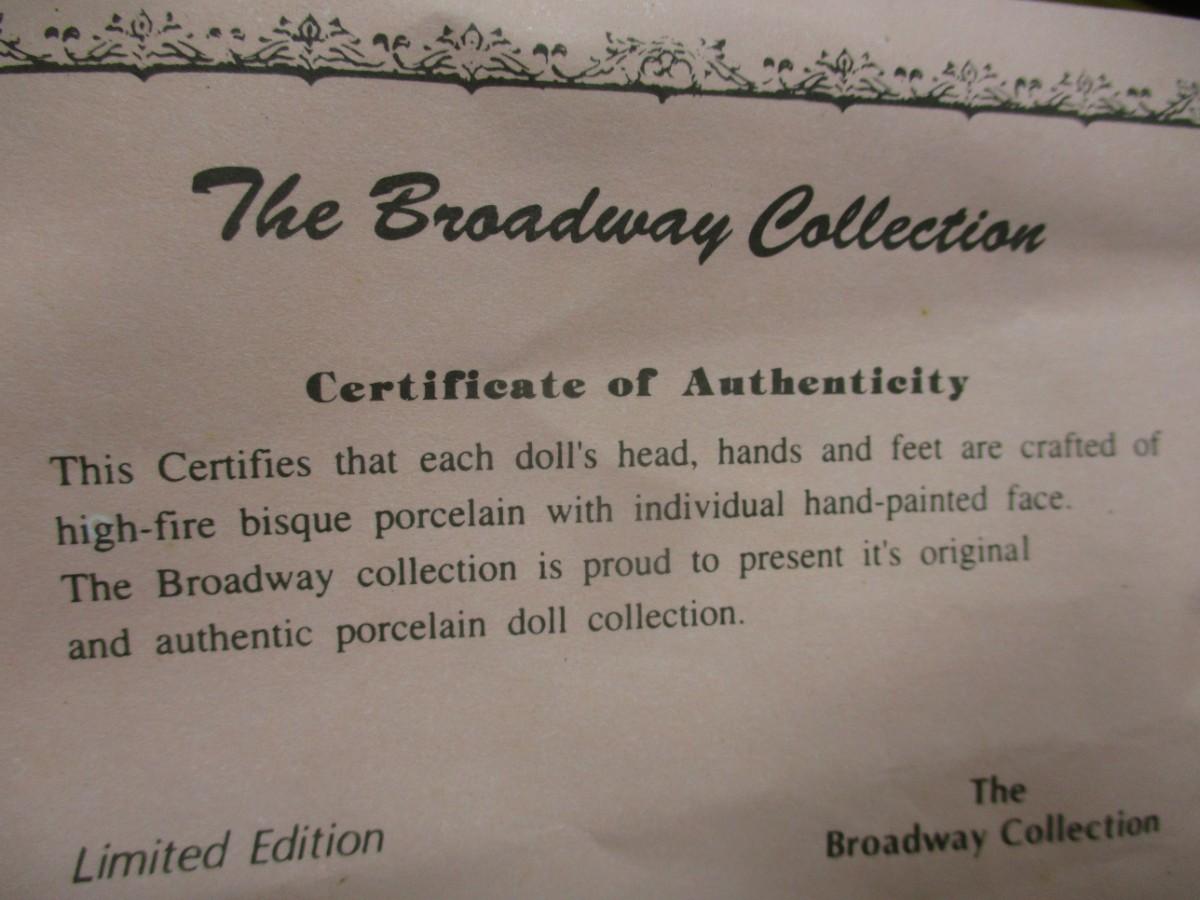 The Broadway Collection
Certificate of Authenticity
This Certifies that each doll's head, hands and feet are crafted of
high-fire bisque porcelain with individual hand-painted face.
The Broadway collection is proud to present it's original
and authentic porcelain doll collection.
Limited Edition
The
Broadway Collection